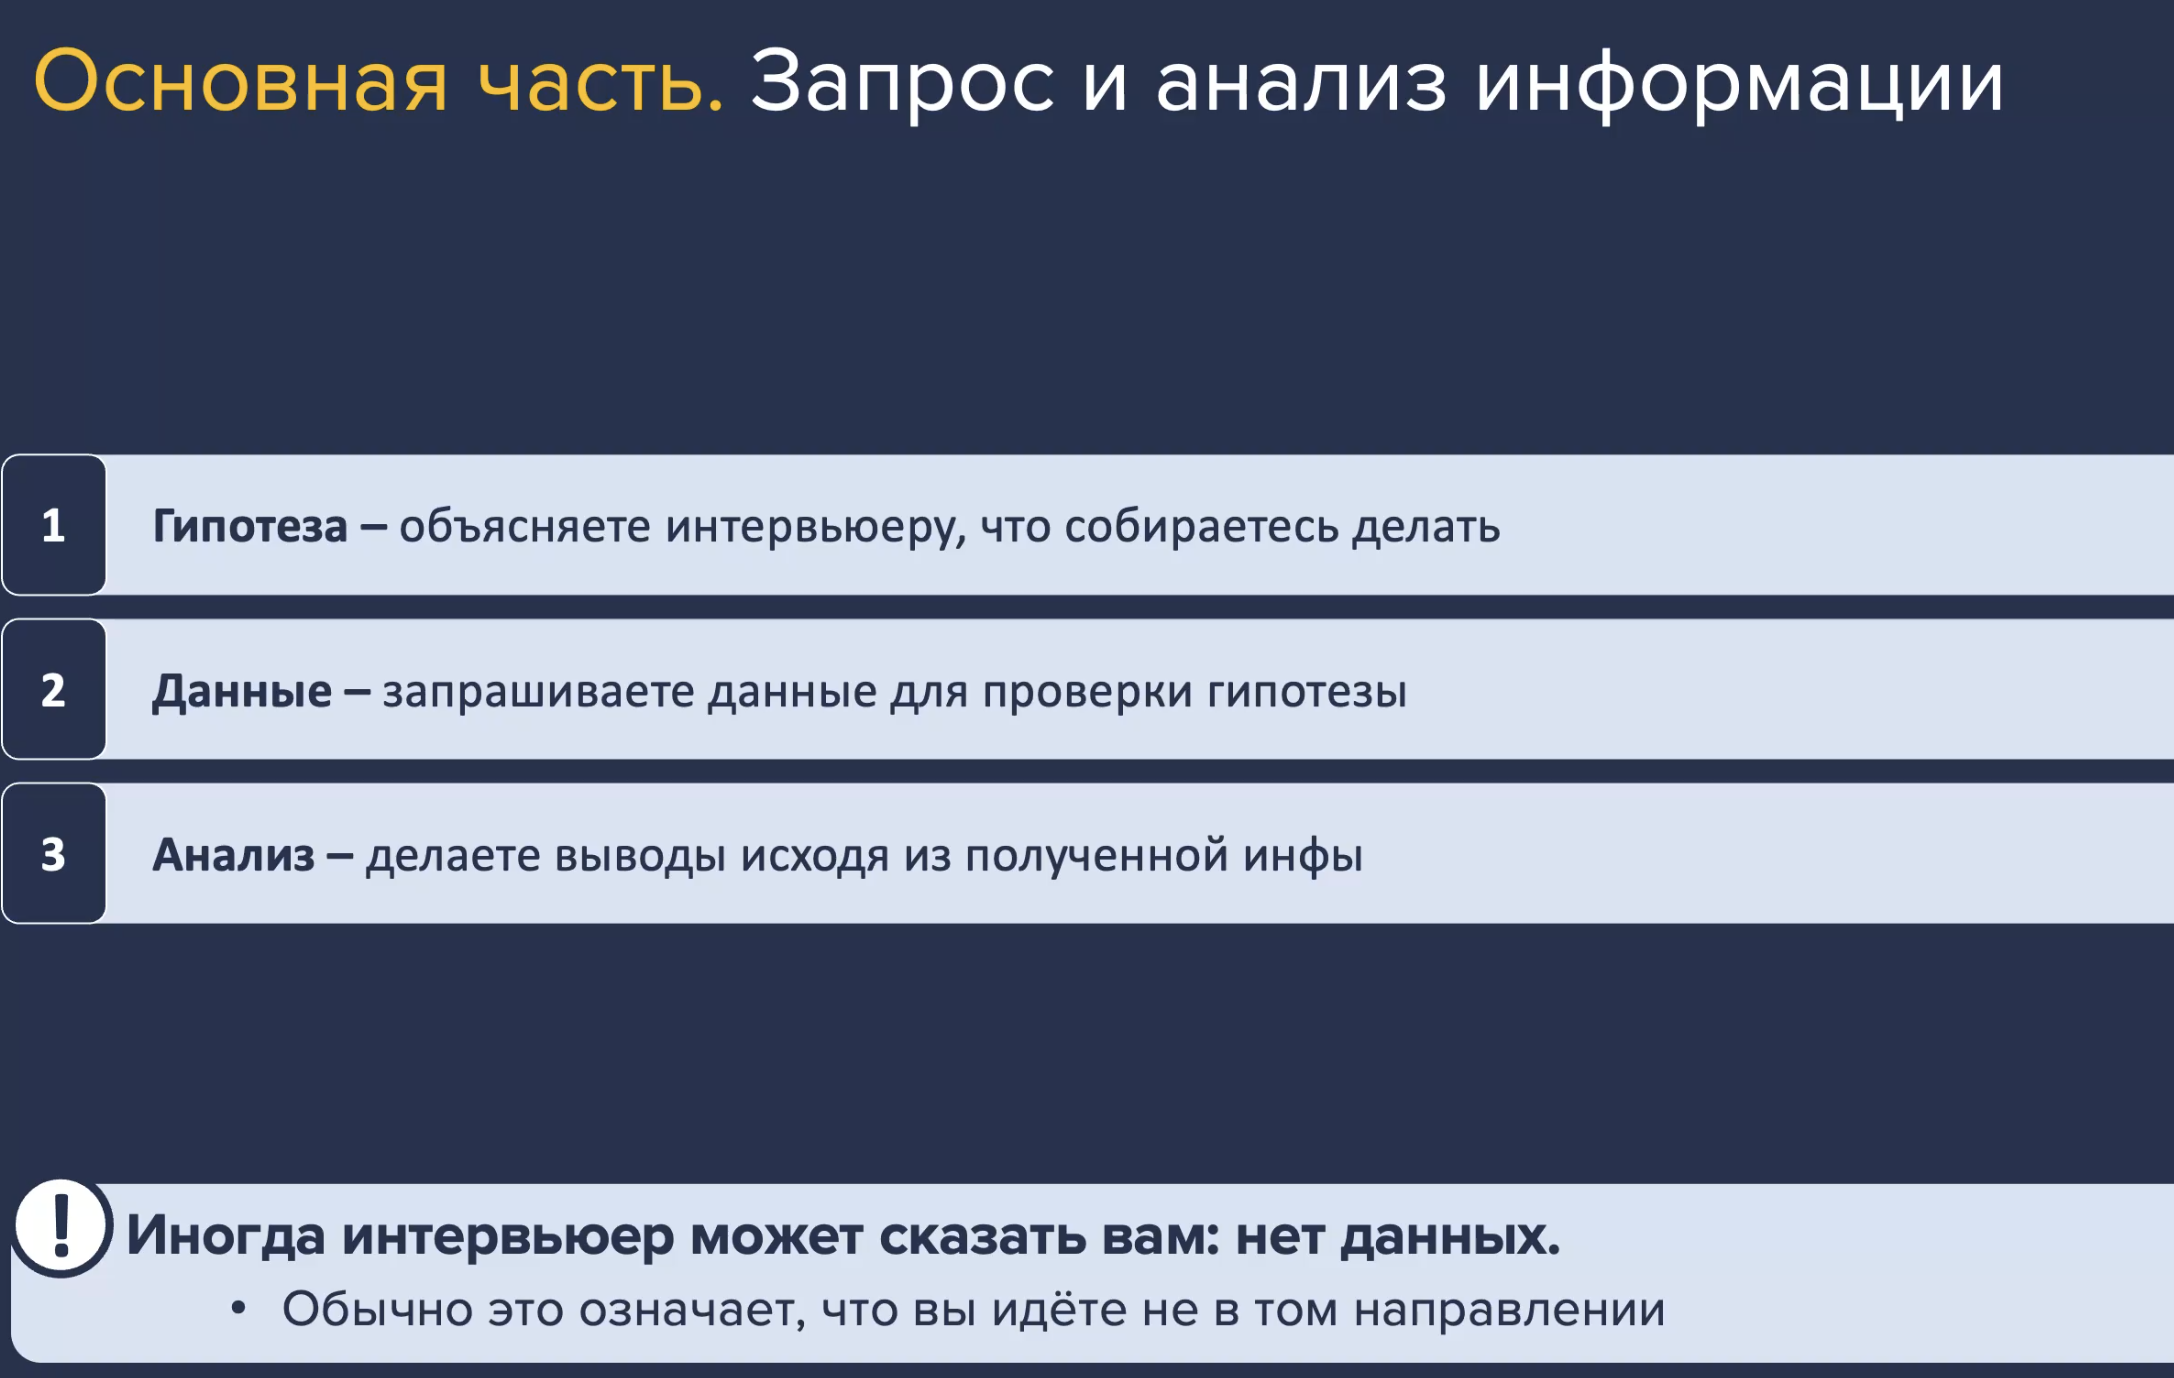 Основная часть. Запрос и анализ информации
1
Гипотеза – объясняете интервьюеру, что собираетесь делать
2
Данные – запрашиваете данные для проверки гипотезы
3
Анализ – делаете выводы исходя из полученной инфы
!
Иногда интервьюер может сказать вам: нет данных.
• Обычно это означает, что вы идёте не в том направлении